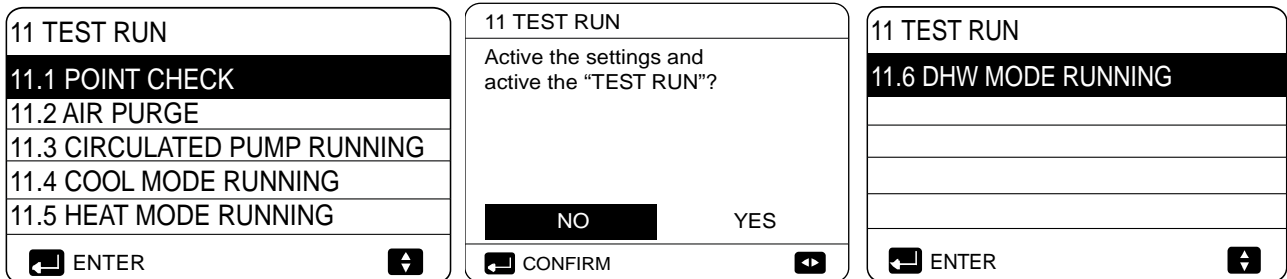 11 TEST RUN
11.1 POINT CHECK
11.2 AIR PURGE
11.3 CIRCULATED PUMP RUNNING
11.4 COOL MODE RUNNING
11.5 HEAT MODE RUNNING
ENTER
11 TEST RUN
Active the settings and
active the “TEST RUN”?
NO YES
CONFIRM
11 TEST RUN
11.6 DHW MODE RUNNING
ENTER